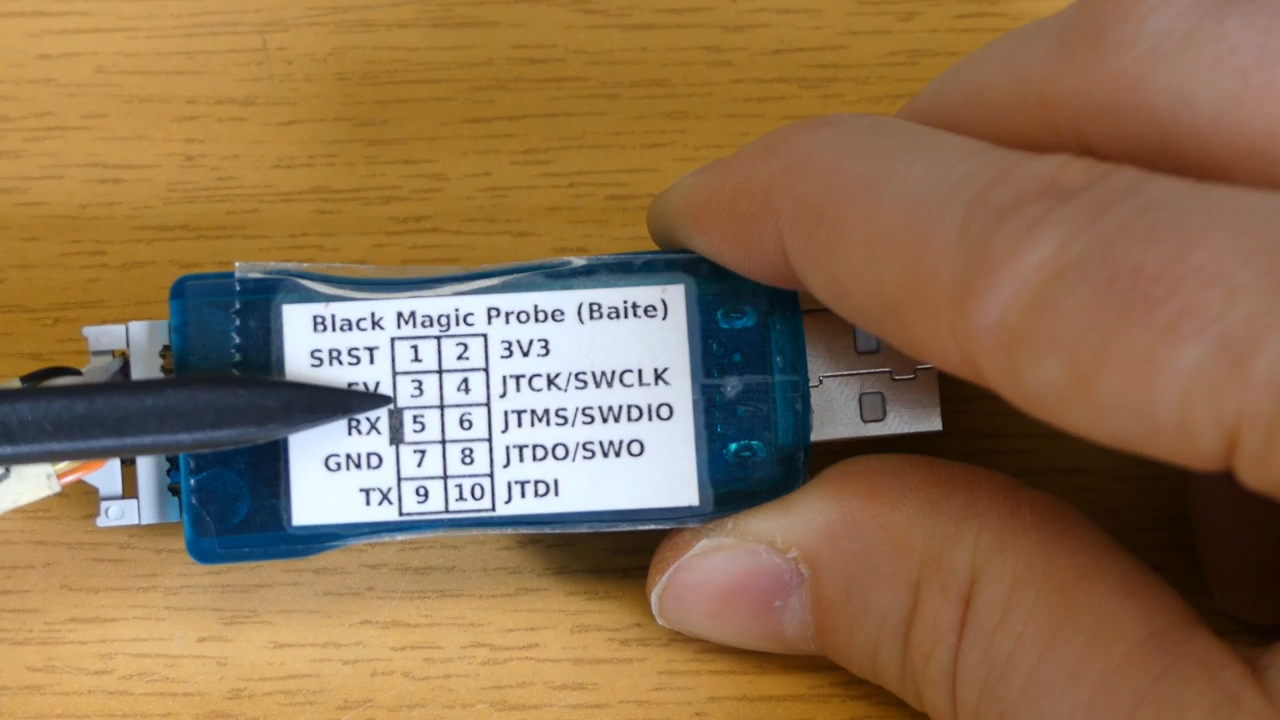 Black Magic Probe (Baite)
SRST 1 2 3V3
5V 3 4 JTCK/SWCLK
RX 5 6 JTMS/SWDIO
GND 7 8 JTDO/SWO
TX 9 10 JTDI